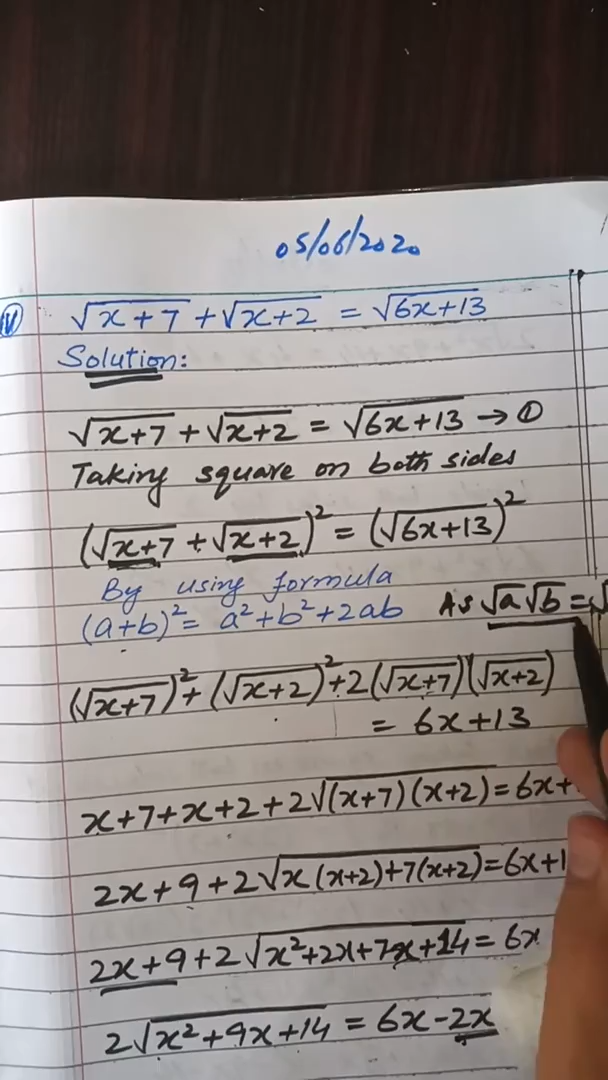 05/06/2020
(iv) √(x+7) + √(x+2) = √(6x+13)
Solution:
√(x+7) + √(x+2) = √(6x+13) → ①
Taking square on both sides
(√(x+7) + √(x+2))² = (√(6x+13))²
By using formula
(a+b)² = a²+b²+2ab As √a √b = √
(√(x+7))² + (√(x+2))² + 2(√(x+7))(√(x+2))
= 6x+13
x+7+x+2+2√((x+7)(x+2)) = 6x+
2x+9+2√(x(x+2)+7(x+2)) = 6x+1
2x+9+2√(x²+2x+7x+14) = 6x
2√(x²+9x+14) = 6x-2x